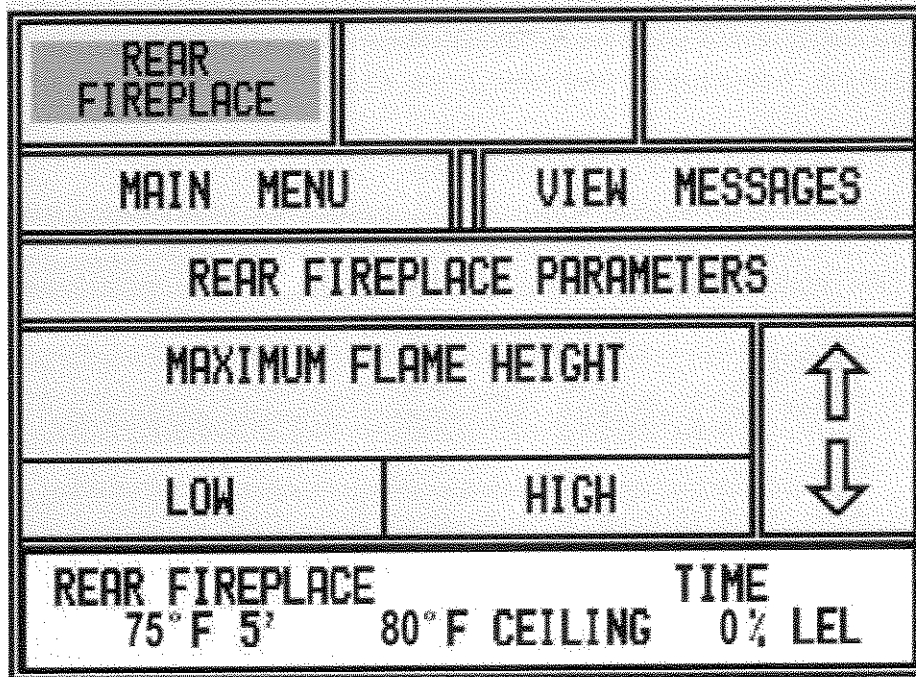 REAR
FIREPLACE
MAIN MENU
VIEW MESSAGES
REAR FIREPLACE PARAMETERS
MAXIMUM FLAME HEIGHT
LOW
HIGH
REAR FIREPLACE TIME
75°F 5' 80°F CEILING 0% LEL